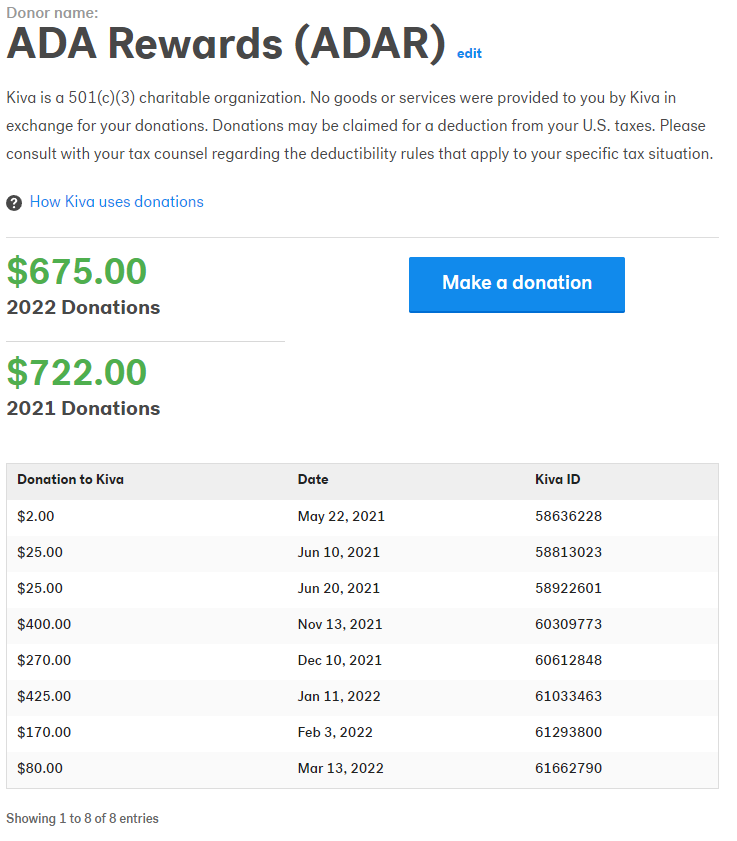 Donor name:
ADA Rewards (ADAR) edit
Kiva is a 501(c)(3) charitable organization. No goods or services were provided to you by Kiva in
exchange for your donations. Donations may be claimed for a deduction from your U.S. taxes. Please
consult with your tax counsel regarding the deductibility rules that apply to your specific tax situation.
? How Kiva uses donations
$675.00
2022 Donations
Make a donation
$722.00
2021 Donations
Donation to Kiva Date Kiva ID
$2.00 May 22, 2021 58636228
$25.00 Jun 10, 2021 58813023
$25.00 Jun 20, 2021 58922601
$400.00 Nov 13, 2021 60309773
$270.00 Dec 10, 2021 60612848
$425.00 Jan 11, 2022 61033463
$170.00 Feb 3, 2022 61293800
$80.00 Mar 13, 2022 61662790
Showing 1 to 8 of 8 entries